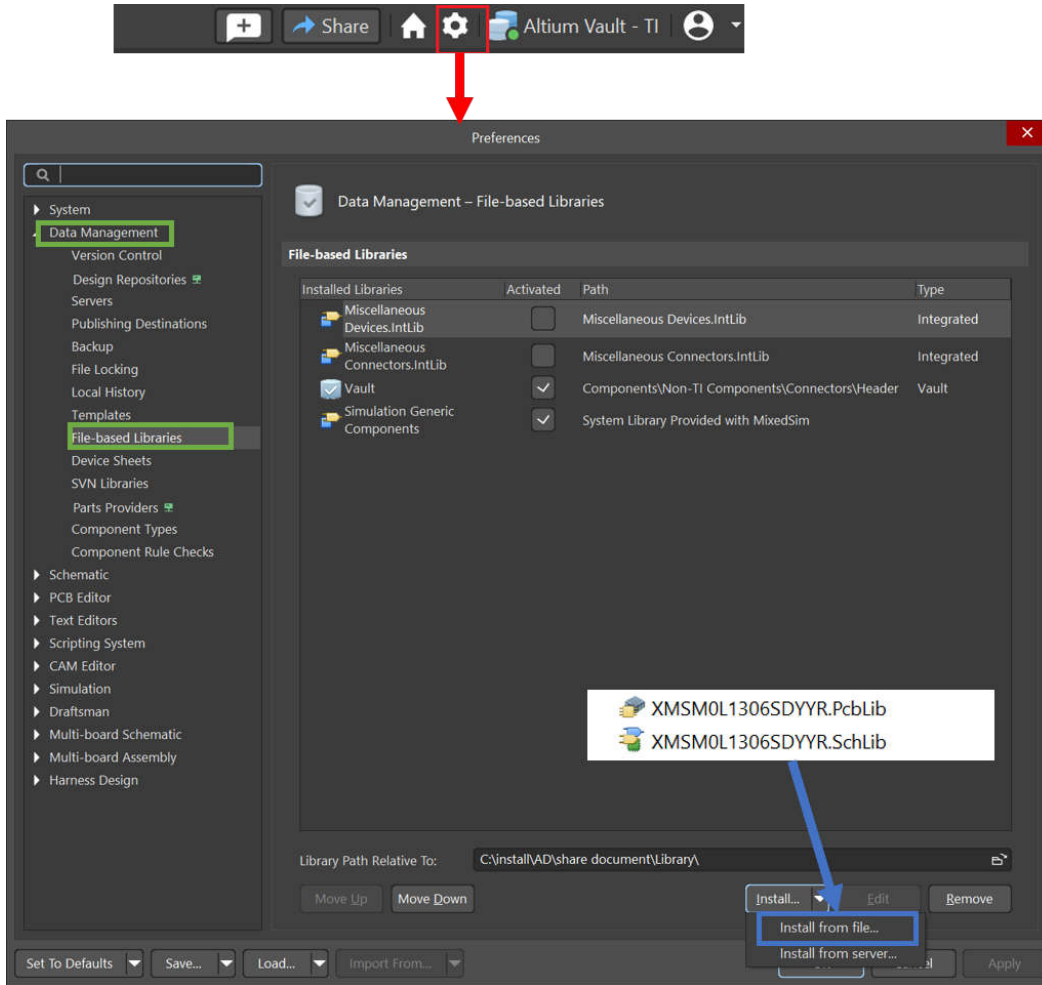 Share
Altium Vault - TI
Preferences
System
Data Management
Version Control
Design Repositories
Servers
Publishing Destinations
Backup
File Locking
Local History
Templates
File-based Libraries
Device Sheets
SVN Libraries
Parts Providers
Component Types
Component Rule Checks
Schematic
PCB Editor
Text Editors
Scripting System
CAM Editor
Simulation
Draftsman
Multi-board Schematic
Multi-board Assembly
Harness Design
Data Management – File-based Libraries
File-based Libraries
Installed Libraries Activated Path Type
Miscellaneous
Devices.IntLib Miscellaneous Devices.IntLib Integrated
Miscellaneous
Connectors.IntLib Miscellaneous Connectors.IntLib Integrated
Vault Components\Non-TI Components\Connectors\Header Vault
Simulation Generic
Components System Library Provided with MixedSim
XMSM0L1306SDYYR.PcbLib
XMSM0L1306SDYYR.SchLib
Library Path Relative To: C:\install\AD\share document\Library\
Move Up Move Down Install... Edit Remove
Install from file...
Install from server...
Set To Defaults Save... Load... Import From... Apply